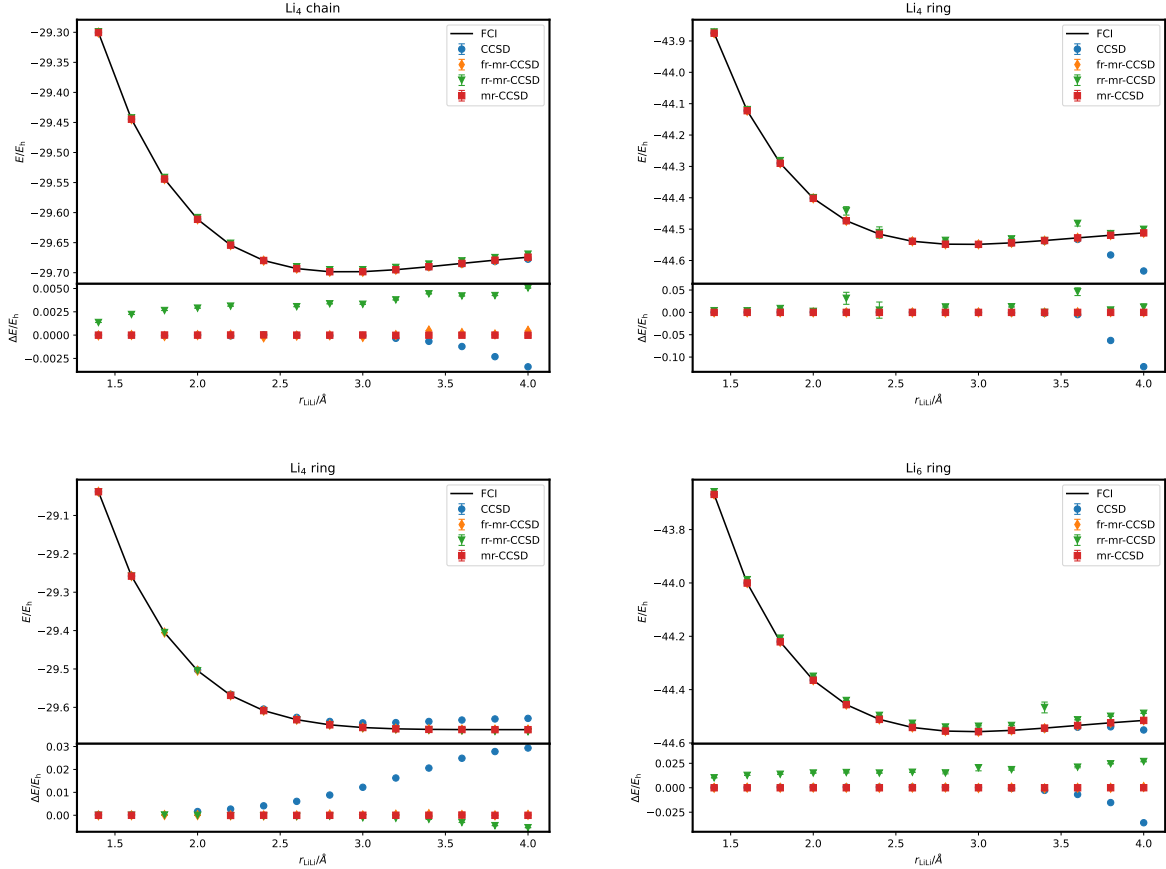 Li₄ chain
−29.30
−29.35
−29.40
−29.45
−29.50
−29.55
−29.60
−29.65
−29.70
E/Eₕ
FCI
CCSD
fr-mr-CCSD
rr-mr-CCSD
mr-CCSD
0.0050
0.0025
0.0000
−0.0025
ΔE/Eₕ
1.5 2.0 2.5 3.0 3.5 4.0
r_LiLi/Å
Li₄ ring
−43.9
−44.0
−44.1
−44.2
−44.3
−44.4
−44.5
−44.6
E/Eₕ
FCI
CCSD
fr-mr-CCSD
rr-mr-CCSD
mr-CCSD
0.05
0.00
−0.05
−0.10
ΔE/Eₕ
1.5 2.0 2.5 3.0 3.5 4.0
r_LiLi/Å
Li₄ ring
−29.1
−29.2
−29.3
−29.4
−29.5
−29.6
E/Eₕ
FCI
CCSD
fr-mr-CCSD
rr-mr-CCSD
mr-CCSD
0.03
0.02
0.01
0.00
ΔE/Eₕ
1.5 2.0 2.5 3.0 3.5 4.0
r_LiLi/Å
Li₆ ring
−43.8
−44.0
−44.2
−44.4
−44.6
E/Eₕ
FCI
CCSD
fr-mr-CCSD
rr-mr-CCSD
mr-CCSD
0.025
0.000
−0.025
ΔE/Eₕ
1.5 2.0 2.5 3.0 3.5 4.0
r_LiLi/Å